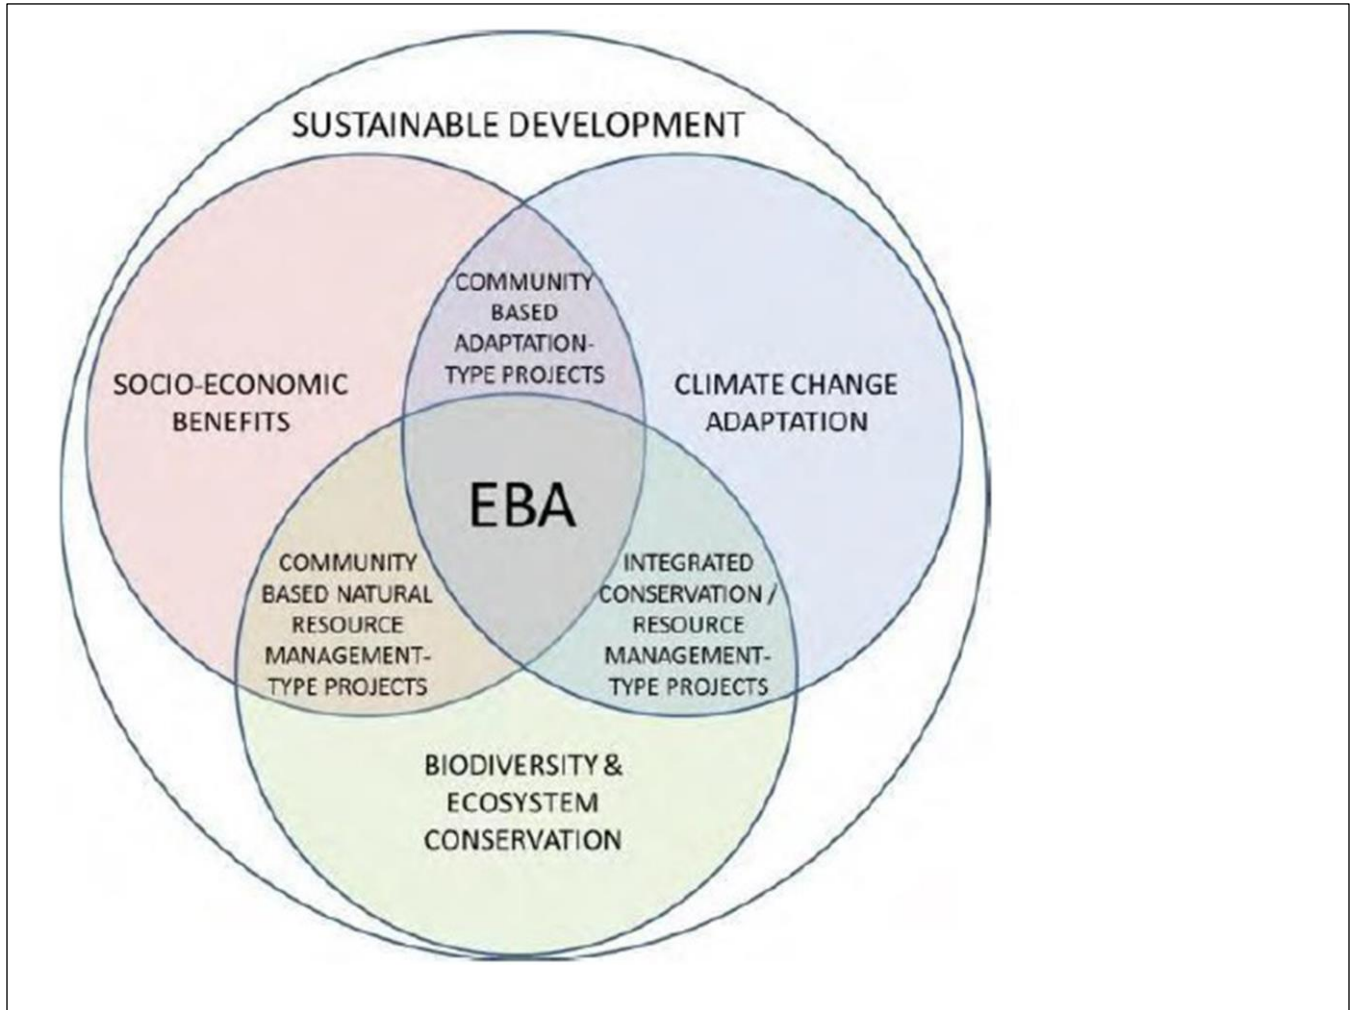 SUSTAINABLE DEVELOPMENT
COMMUNITY
BASED
ADAPTATION-
TYPE PROJECTS
SOCIO-ECONOMIC
BENEFITS
CLIMATE CHANGE
ADAPTATION
EBA
COMMUNITY
BASED NATURAL
RESOURCE
MANAGEMENT-
TYPE PROJECTS
INTEGRATED
CONSERVATION /
RESOURCE
MANAGEMENT-
TYPE PROJECTS
BIODIVERSITY &
ECOSYSTEM
CONSERVATION